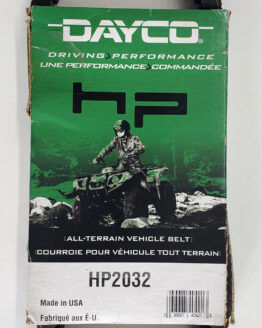 DAYCO
DRIVING PERFORMANCE
UNE PERFORMANCE COMMANDÉE
hp
(ALL-TERRAIN VEHICLE BELT)
(COURROIE POUR VÉHICULE TOUT TERRAIN)
HP2032
Made in USA
Fabriqué aux É-U.